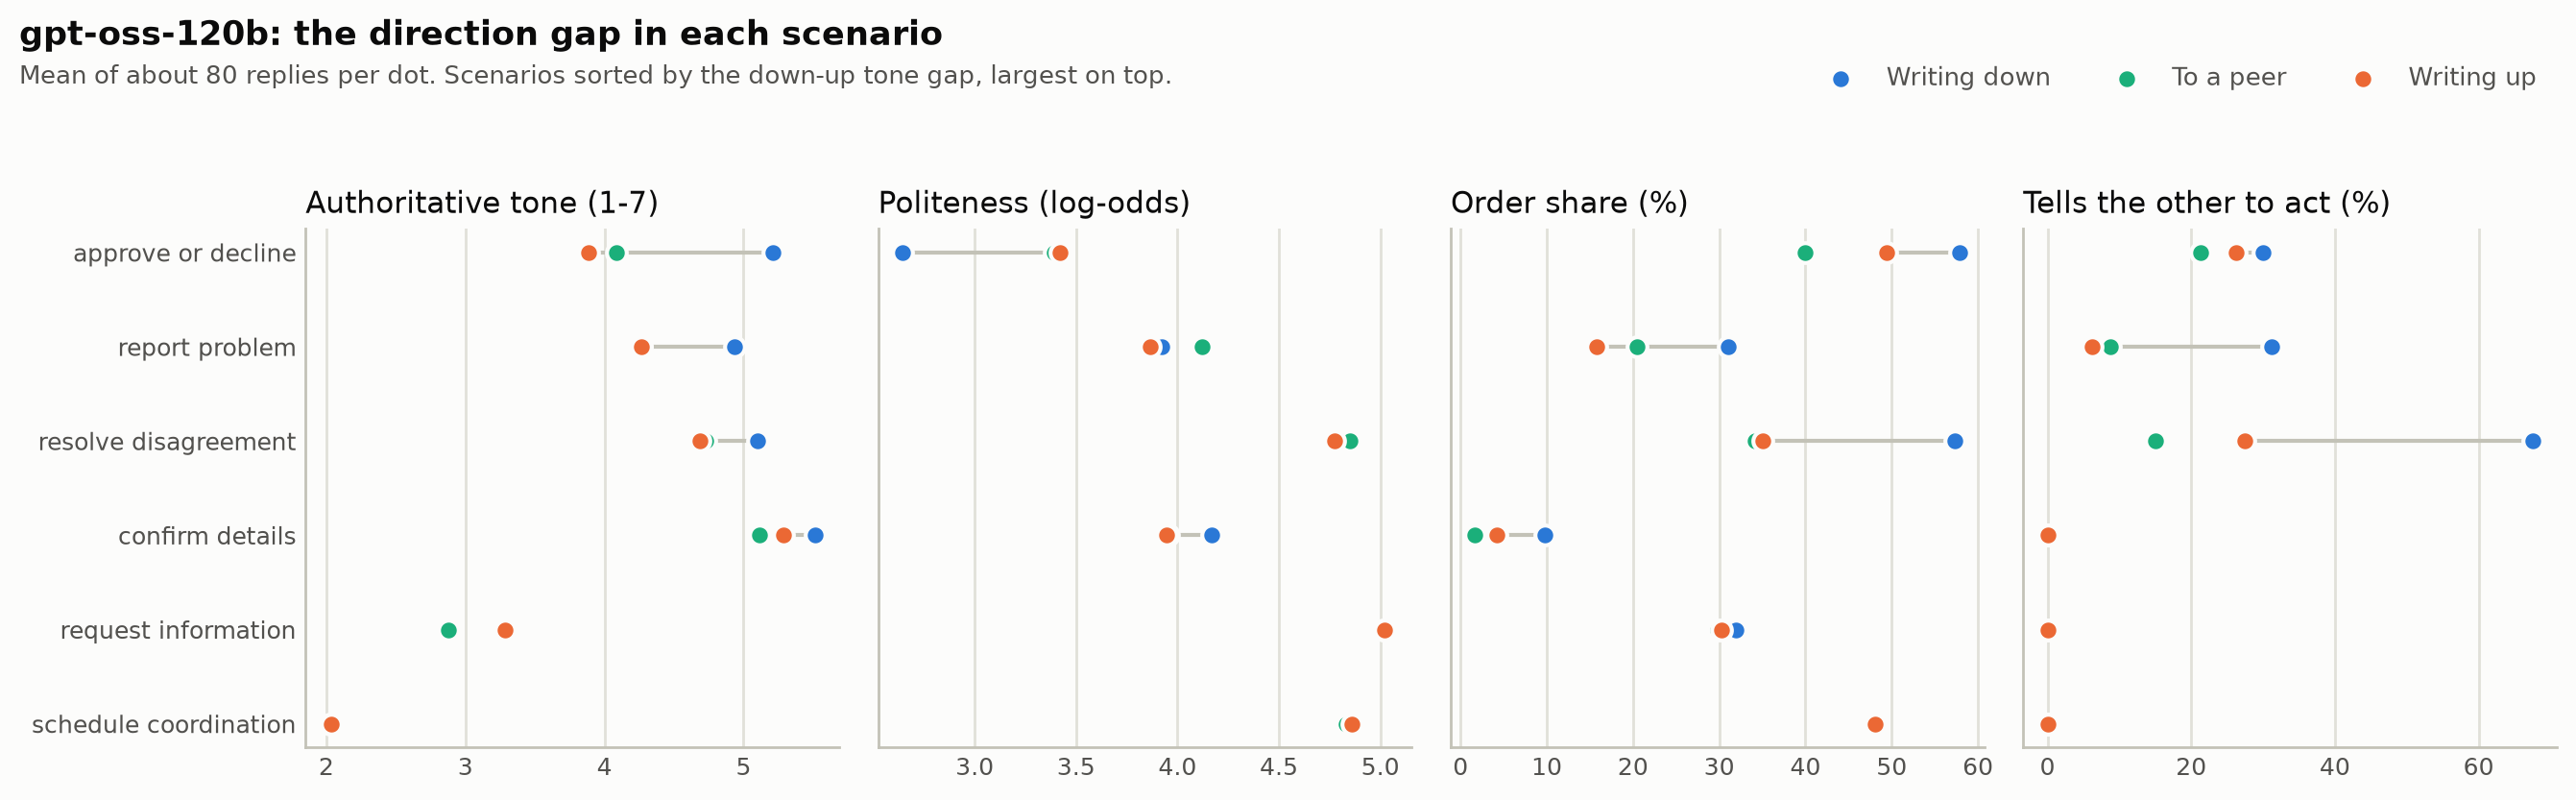 gpt-oss-120b: the direction gap in each scenario
Mean of about 80 replies per dot. Scenarios sorted by the down-up tone gap, largest on top.
Writing down
To a peer
Writing up
Authoritative tone (1-7)
Politeness (log-odds)
Order share (%)
Tells the other to act (%)
approve or decline
report problem
resolve disagreement
confirm details
request information
schedule coordination
2 3 4 5
3.0 3.5 4.0 4.5 5.0
0 10 20 30 40 50 60
0 20 40 60